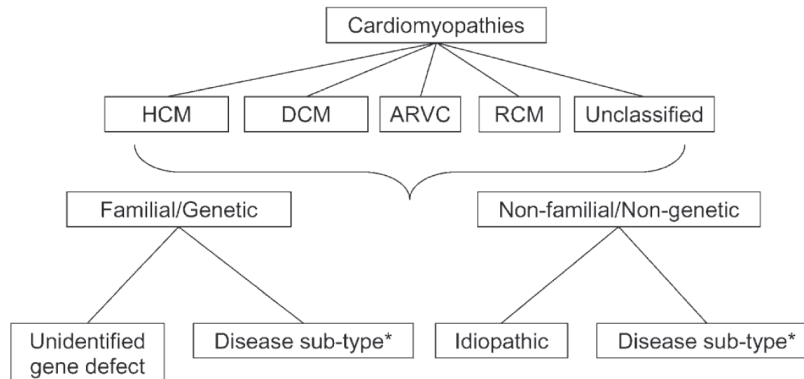 Cardiomyopathies
HCM
DCM
ARVC
RCM
Unclassified
Familial/Genetic
Non-familial/Non-genetic
Unidentified
gene defect
Disease sub-type*
Idiopathic
Disease sub-type*